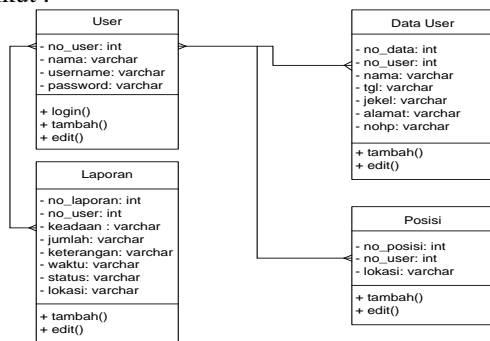 User
- no_user: int
- nama: varchar
- username: varchar
- password: varchar
+ login()
+ tambah()
+ edit()
Data User
- no_data: int
- no_user: int
- nama: varchar
- tgl: varchar
- jekel: varchar
- alamat: varchar
- nohp: varchar
+ tambah()
+ edit()
Laporan
- no_laporan: int
- no_user: int
- keadaan : varchar
- jumlah: varchar
- keterangan: varchar
- waktu: varchar
- status: varchar
- lokasi: varchar
+ tambah()
+ edit()
Posisi
- no_posisi: int
- no_user: int
- lokasi: varchar
+ tambah()
+ edit()